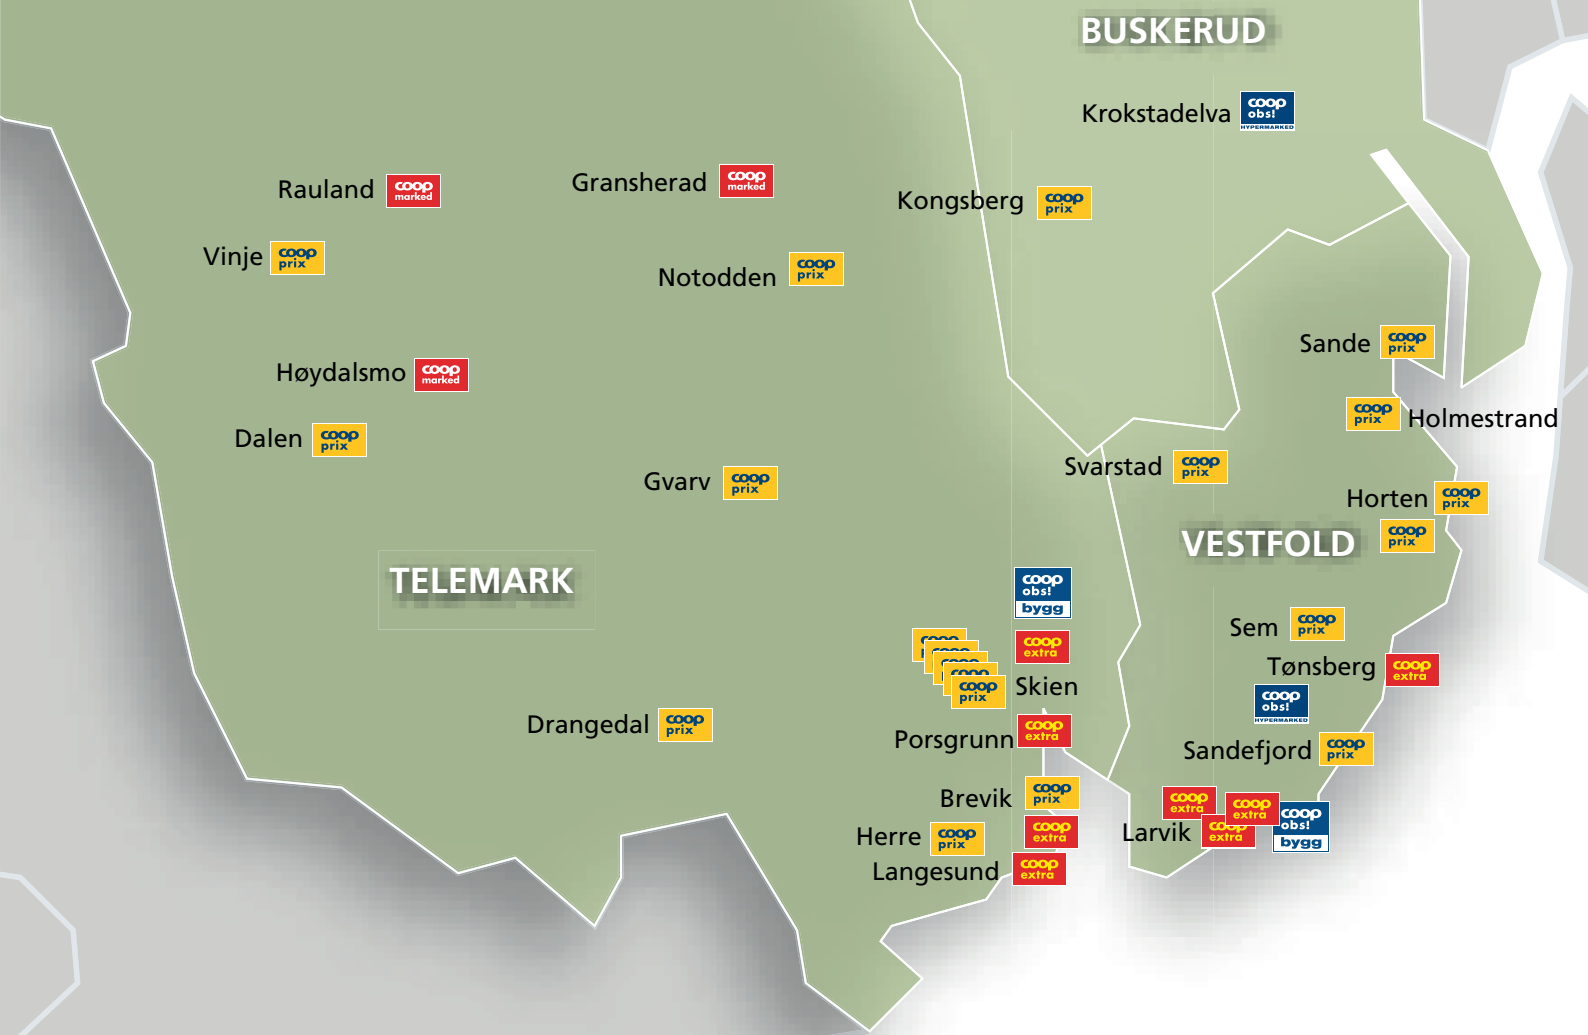 BUSKERUD
Krokstadelva
coop
obs!
HYPERMARKED
Rauland
coop
marked
Gransherad
coop
marked
Kongsberg
coop
prix
Vinje
coop
prix
Notodden
coop
prix
Sande
coop
prix
Høydalsmo
coop
marked
coop
prix
Holmestrand
Dalen
coop
prix
Svarstad
coop
prix
Gvarv
coop
prix
Horten
coop
prix
coop
prix
VESTFOLD
TELEMARK
coop
obs!
bygg
Sem
coop
prix
coop
extra
coop
coop
coop
coop
coop
prix
Skien
Tønsberg
coop
extra
coop
obs!
HYPERMARKED
Drangedal
coop
prix
Porsgrunn
coop
extra
Sandefjord
coop
prix
Brevik
coop
prix
coop
extra
coop
extra
coop
obs!
bygg
Larvik
coop
extra
Herre
coop
prix
coop
extra
Langesund
coop
extra